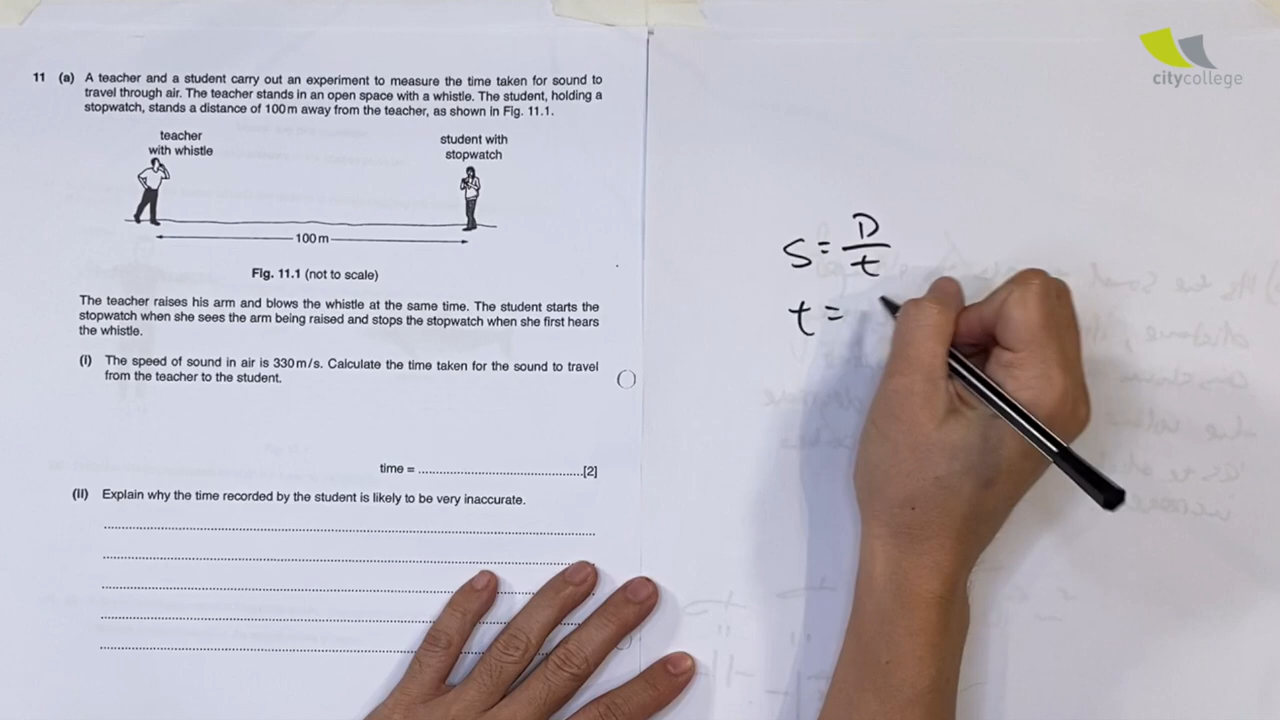 citycollege
11 (a) A teacher and a student carry out an experiment to measure the time taken for sound to
travel through air. The teacher stands in an open space with a whistle. The student, holding a
stopwatch, stands a distance of 100 m away from the teacher, as shown in Fig. 11.1.
teacher
with whistle
student with
stopwatch
100 m
Fig. 11.1 (not to scale)
The teacher raises his arm and blows the whistle at the same time. The student starts the
stopwatch when she sees the arm being raised and stops the stopwatch when she first hears
the whistle.
(i) The speed of sound in air is 330 m/s. Calculate the time taken for the sound to travel
from the teacher to the student.
time = ..................................................[2]
(ii) Explain why the time recorded by the student is likely to be very inaccurate.
S = D
t
t =